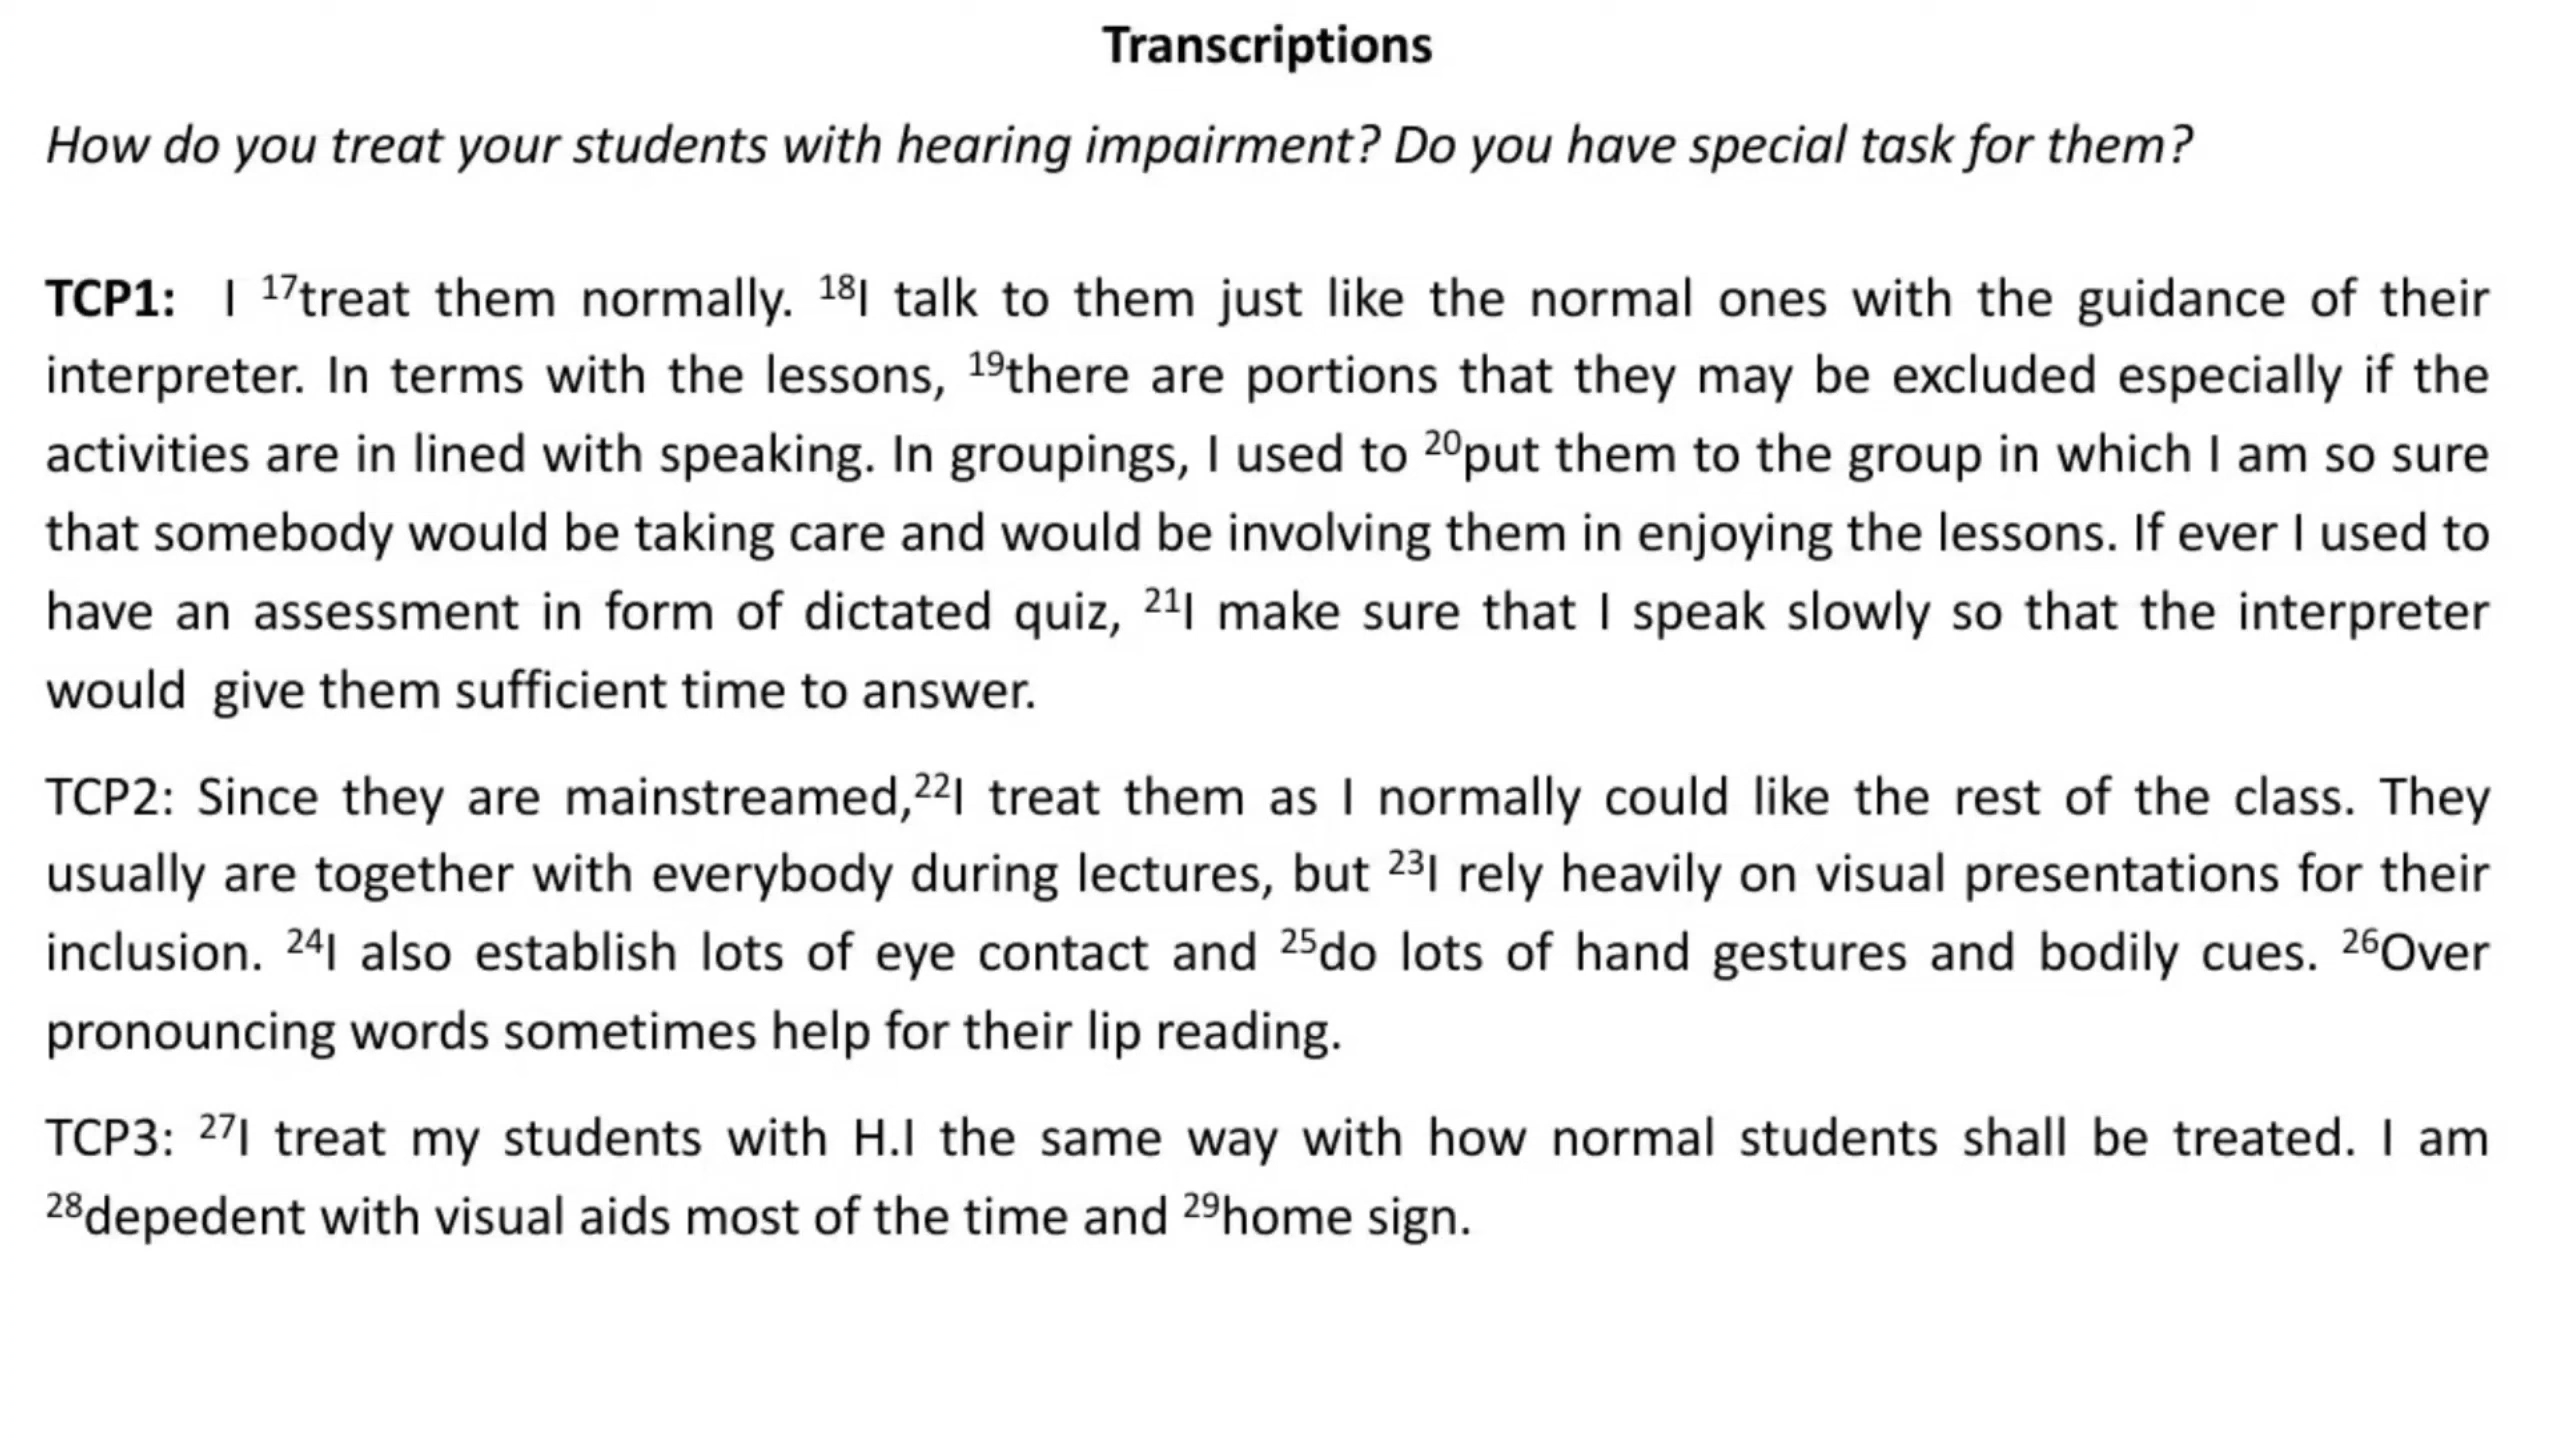 Transcriptions
How do you treat your students with hearing impairment? Do you have special task for them?
TCP1: I ¹⁷treat them normally. ¹⁸I talk to them just like the normal ones with the guidance of their
interpreter. In terms with the lessons, ¹⁹there are portions that they may be excluded especially if the
activities are in lined with speaking. In groupings, I used to ²⁰put them to the group in which I am so sure
that somebody would be taking care and would be involving them in enjoying the lessons. If ever I used to
have an assessment in form of dictated quiz, ²¹I make sure that I speak slowly so that the interpreter
would give them sufficient time to answer.
TCP2: Since they are mainstreamed,²²I treat them as I normally could like the rest of the class. They
usually are together with everybody during lectures, but ²³I rely heavily on visual presentations for their
inclusion. ²⁴I also establish lots of eye contact and ²⁵do lots of hand gestures and bodily cues. ²⁶Over
pronouncing words sometimes help for their lip reading.
TCP3: ²⁷I treat my students with H.I the same way with how normal students shall be treated. I am
²⁸depedent with visual aids most of the time and ²⁹home sign.